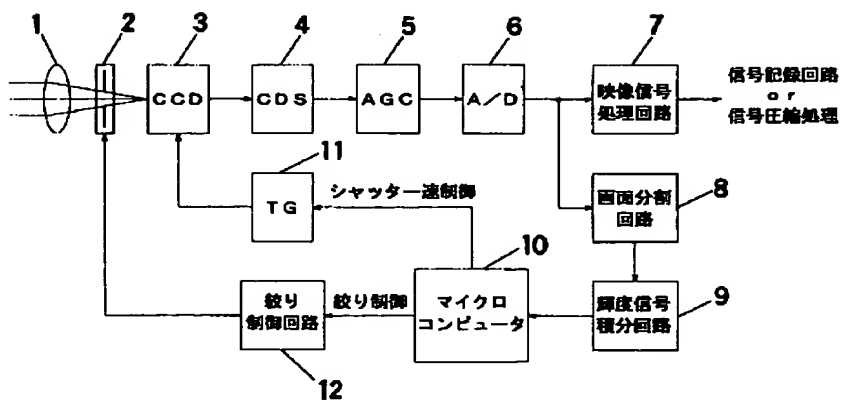 1
2
3
4
5
6
7
CCD
CDS
AGC
A/D
映像信号
処理回路
信号記録回路
or
信号圧縮処理
11
TG
シャッター速制御
画面分割
回路
8
10
絞り
制御回路
絞り制御
マイクロ
コンピュータ
輝度信号
積分回路
9
12